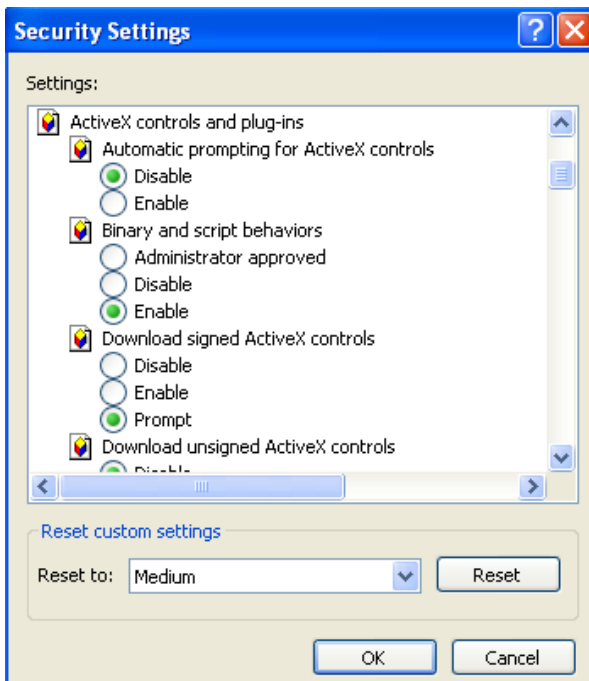 Security Settings
Settings:
ActiveX controls and plug-ins
Automatic prompting for ActiveX controls
Disable
Enable
Binary and script behaviors
Administrator approved
Disable
Enable
Download signed ActiveX controls
Disable
Enable
Prompt
Download unsigned ActiveX controls
Disable
Reset custom settings
Reset to: Medium Reset
OK Cancel